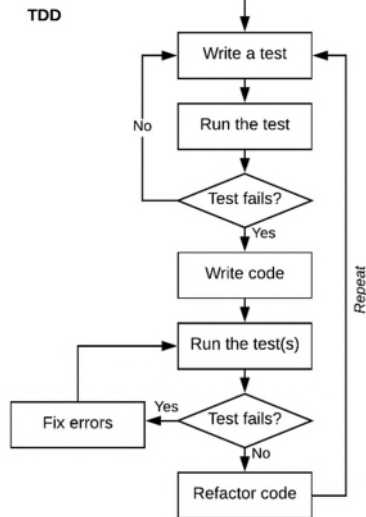 TDD
Write a test
Run the test
No
Test fails?
Yes
Write code
Repeat
Run the test(s)
Fix errors
Yes
Test fails?
No
Refactor code